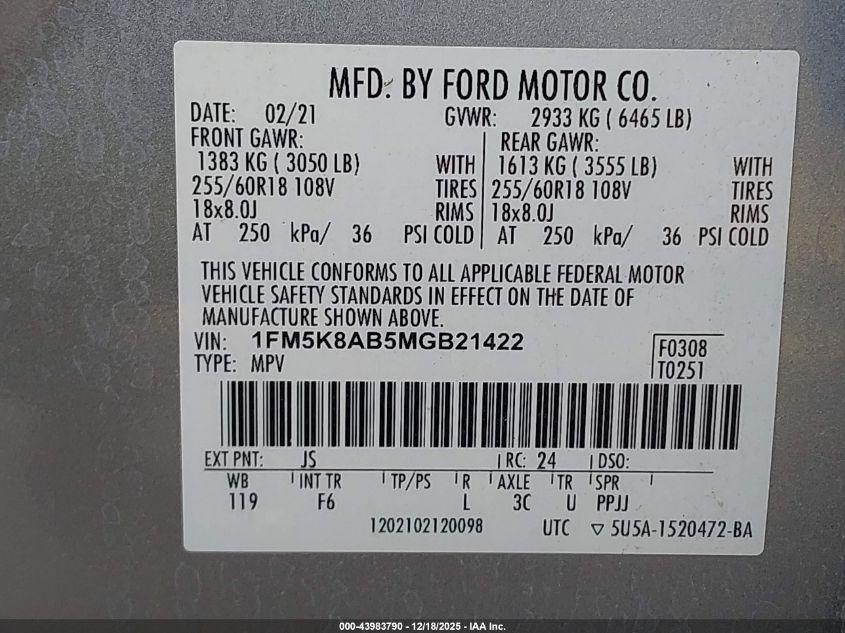 MFD. BY FORD MOTOR CO.
DATE: 02/21 GVWR: 2933 KG ( 6465 LB)
FRONT GAWR: REAR GAWR:
1383 KG ( 3050 LB) WITH 1613 KG ( 3555 LB) WITH
255/60R18 108V TIRES 255/60R18 108V TIRES
18x8.0J RIMS 18x8.0J RIMS
AT 250 kPa/ 36 PSI COLD AT 250 kPa/ 36 PSI COLD
THIS VEHICLE CONFORMS TO ALL APPLICABLE FEDERAL MOTOR
VEHICLE SAFETY STANDARDS IN EFFECT ON THE DATE OF
MANUFACTURE SHOWN ABOVE.
VIN: 1FM5K8AB5MGB21422 F0308
TYPE: MPV T0251
EXT PNT: JS RC: 24 DSO:
WB INT TR TP/PS R AXLE TR SPR
119 F6 L 3C U PPJJ
1202102120098 UTC ▽ 5U5A-1520472-BA
000-43983790 - 12/18/2025 - IAA Inc.